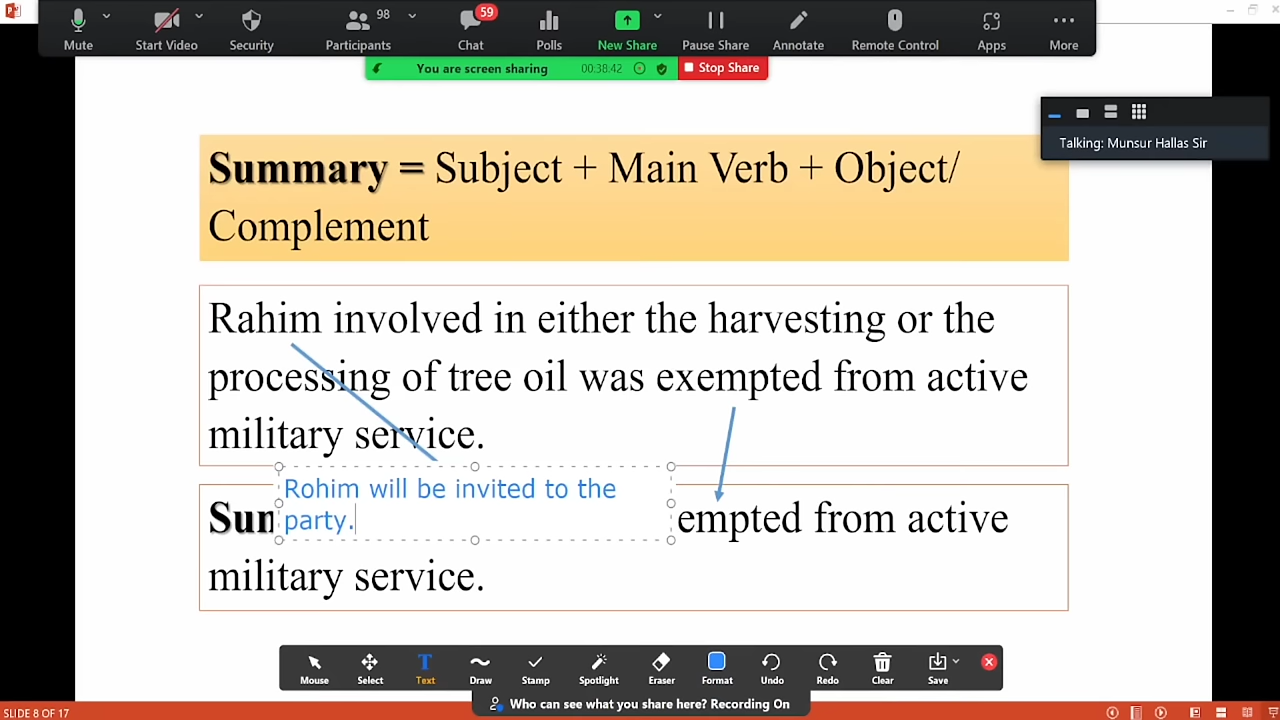 98
59
Mute
Start Video
Security
Participants
Chat
Polls
New Share
Pause Share
Annotate
Remote Control
Apps
More
You are screen sharing
00:38:42
Stop Share
Talking: Munsur Hallas Sir
Summary = Subject + Main Verb + Object/
Complement
Rahim involved in either the harvesting or the
processing of tree oil was exempted from active
military service.
Rohim will be invited to the
party.
Sun empted from active
military service.
Mouse
Select
T
Text
Draw
Stamp
Spotlight
Eraser
Format
Undo
Redo
Clear
Save
Who can see what you share here? Recording On
SLIDE 8 OF 17